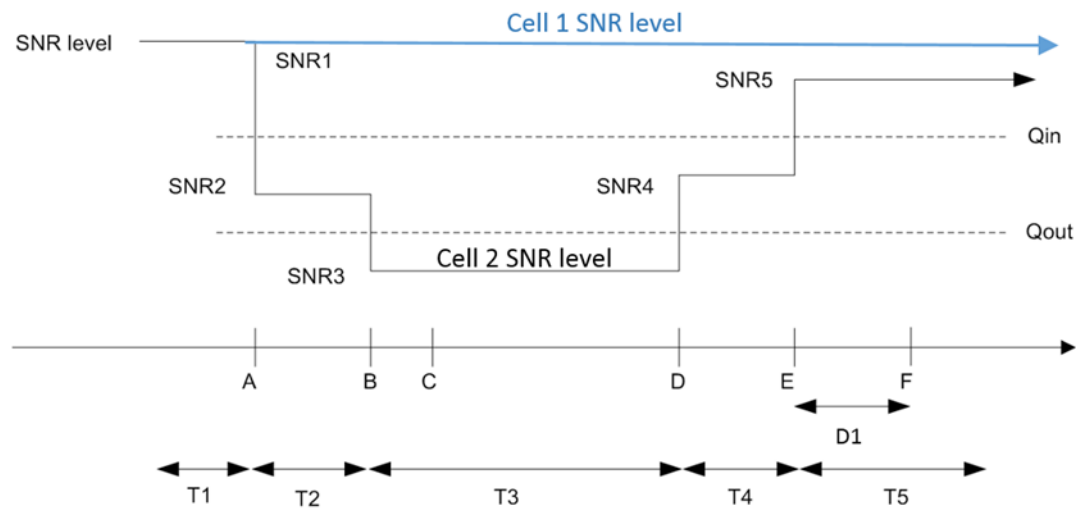 Cell 1 SNR level
SNR level
SNR1
SNR5
Qin
SNR2
SNR4
Qout
Cell 2 SNR level
SNR3
A B C D E F
D1
T1 T2 T3 T4 T5